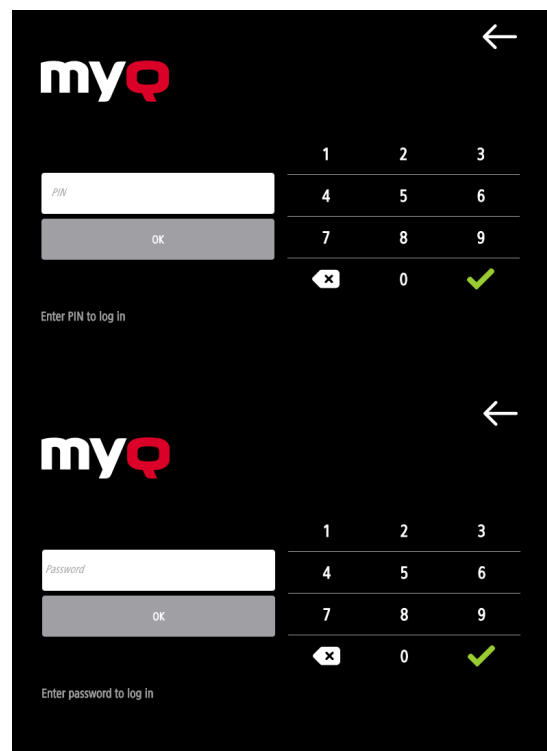 myQ
1 2 3
PIN
4 5 6
OK
7 8 9
0
Enter PIN to log in
myQ
1 2 3
Password
4 5 6
OK
7 8 9
0
Enter password to log in